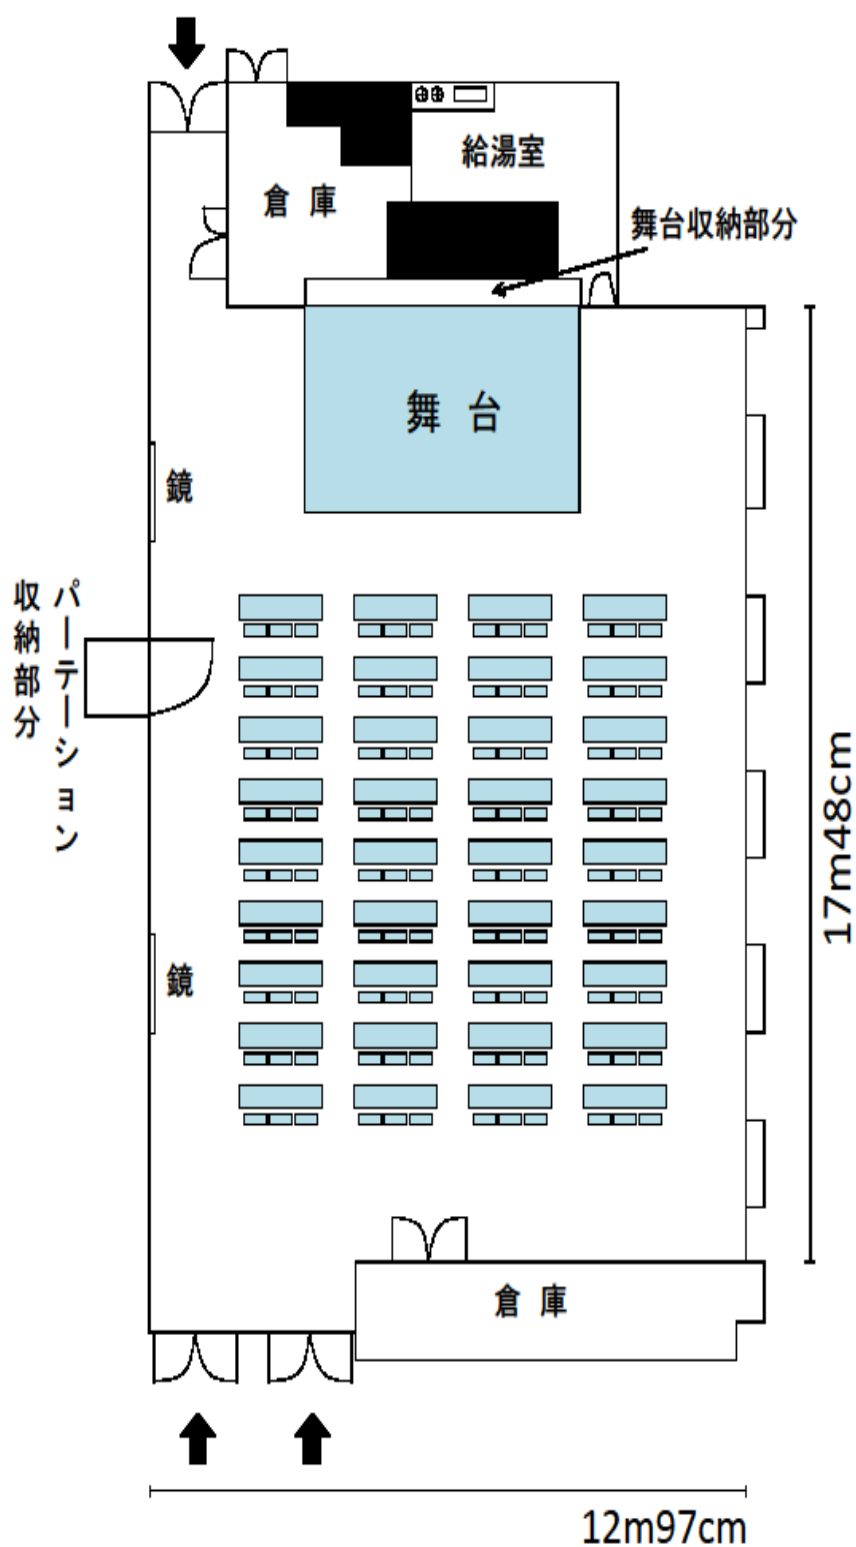 給湯室
倉庫
舞台収納部分
舞台
鏡
パーテーション
収納部分
17m48cm
鏡
倉庫
12m97cm